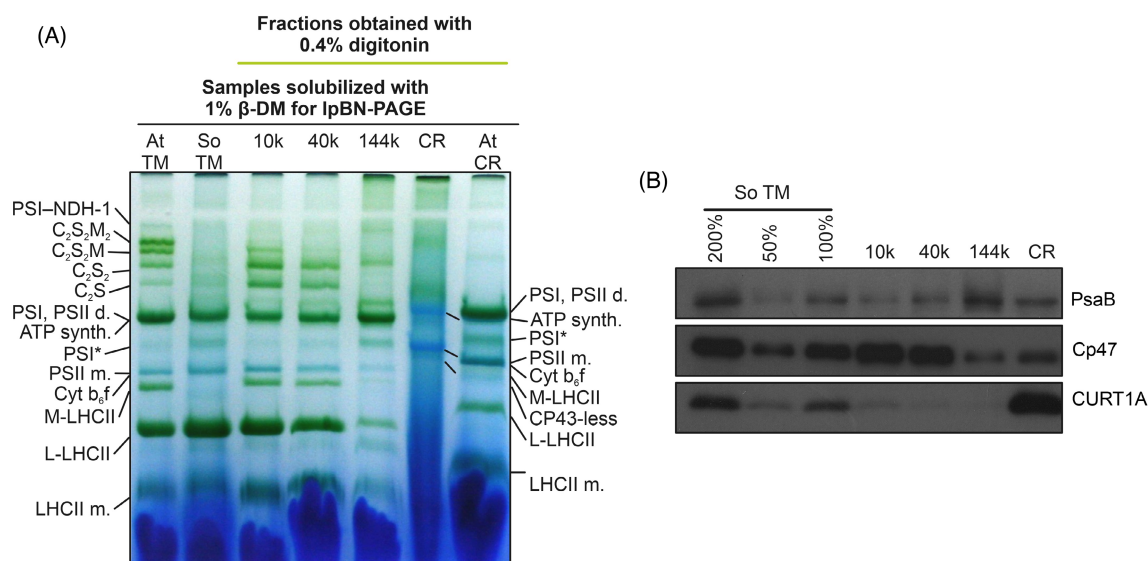 (A)
Fractions obtained with
0.4% digitonin
Samples solubilized with
1% β-DM for lpBN-PAGE
At
TM
So
TM
10k
40k
144k
CR
At
CR
PSI–NDH-1
C₂S₂M₂
C₂S₂M
C₂S₂
C₂S
PSI, PSII d.
ATP synth.
PSI*
PSII m.
Cyt b₆f
M-LHCII
L-LHCII
LHCII m.
PSI, PSII d.
ATP synth.
PSI*
PSII m.
Cyt b₆f
M-LHCII
CP43-less
L-LHCII
LHCII m.
(B)
So TM
200%
50%
100%
10k
40k
144k
CR
PsaB
Cp47
CURT1A